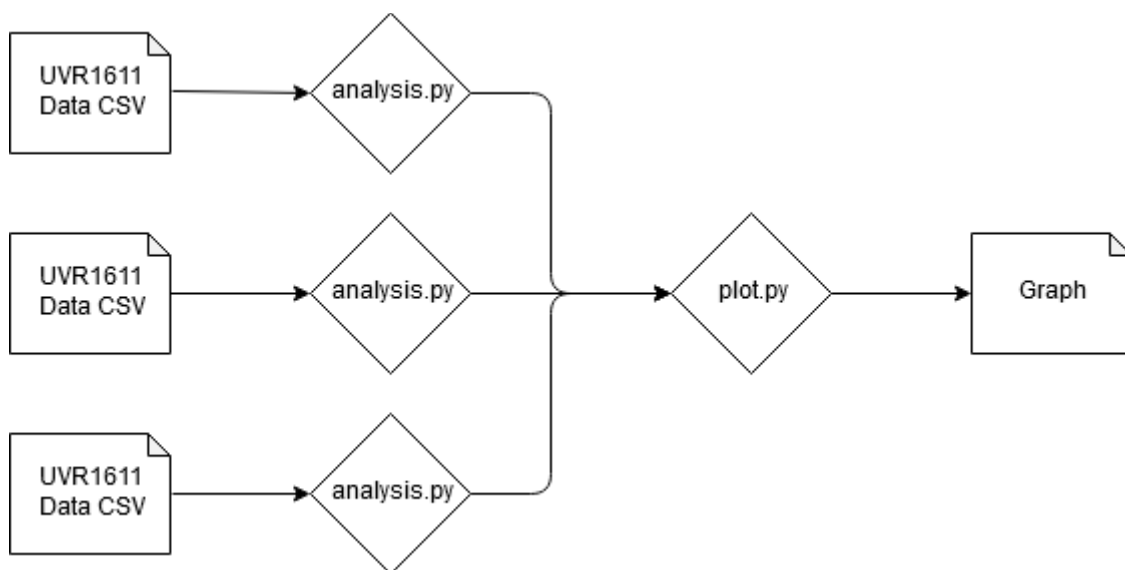 UVR1611
Data CSV
analysis.py
UVR1611
Data CSV
analysis.py
plot.py
Graph
UVR1611
Data CSV
analysis.py